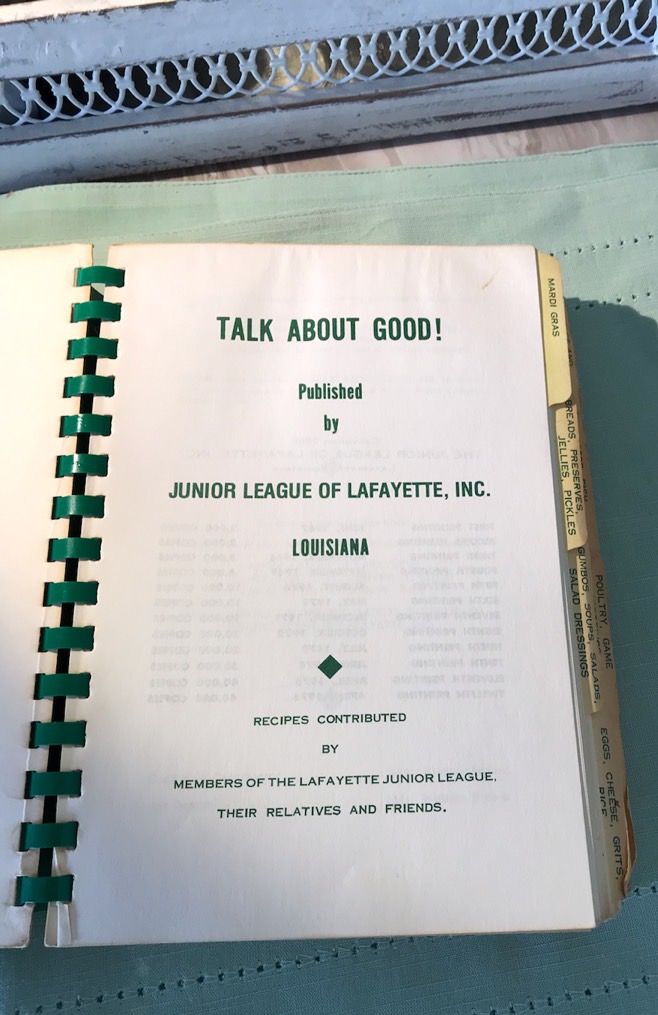 TALK ABOUT GOOD!
Published
by
JUNIOR LEAGUE OF LAFAYETTE, INC.
LOUISIANA
RECIPES CONTRIBUTED
BY
MEMBERS OF THE LAFAYETTE JUNIOR LEAGUE,
THEIR RELATIVES AND FRIENDS.
MARDI GRAS
BREADS, PRESERVES,
JELLIES, PICKLES
GUMBOS, SOUPS, SALADS,
SALAD DRESSINGS
POULTRY, GAME
EGGS, CHEESE, GRITS,
RICE